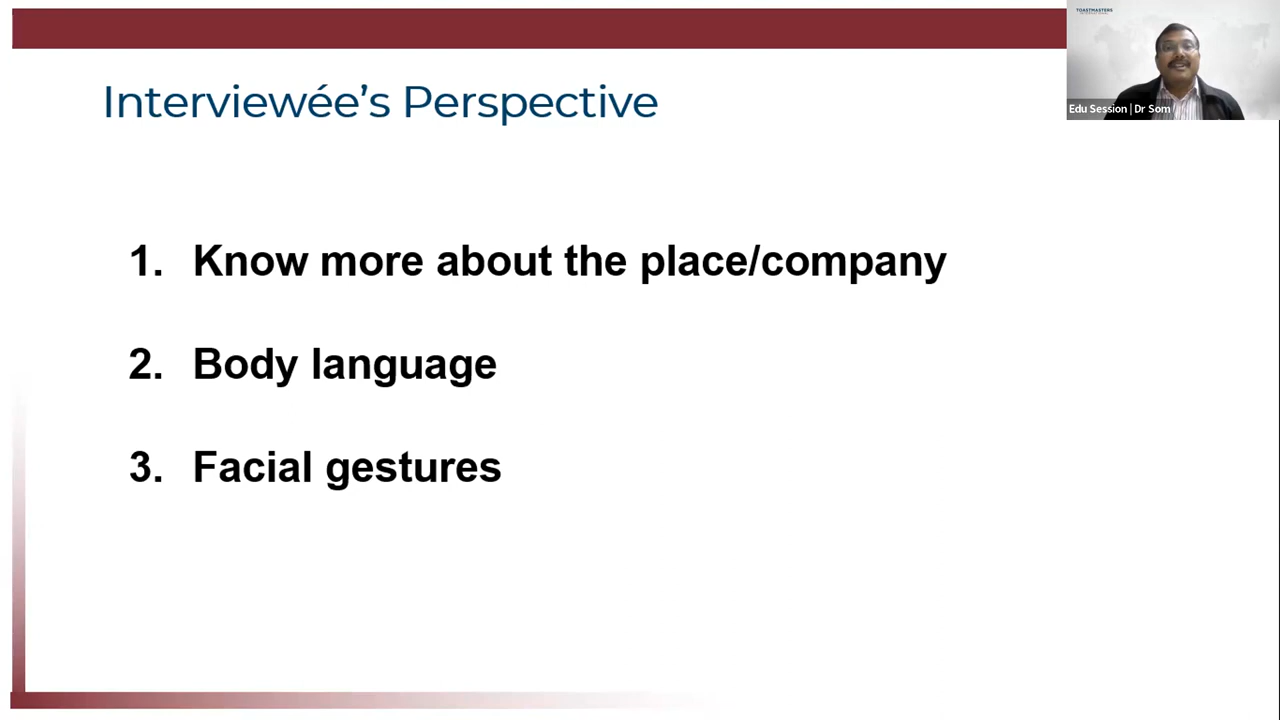 Interviewée's Perspective
TOASTMASTERS
Edu Session | Dr Som
1. Know more about the place/company
2. Body language
3. Facial gestures